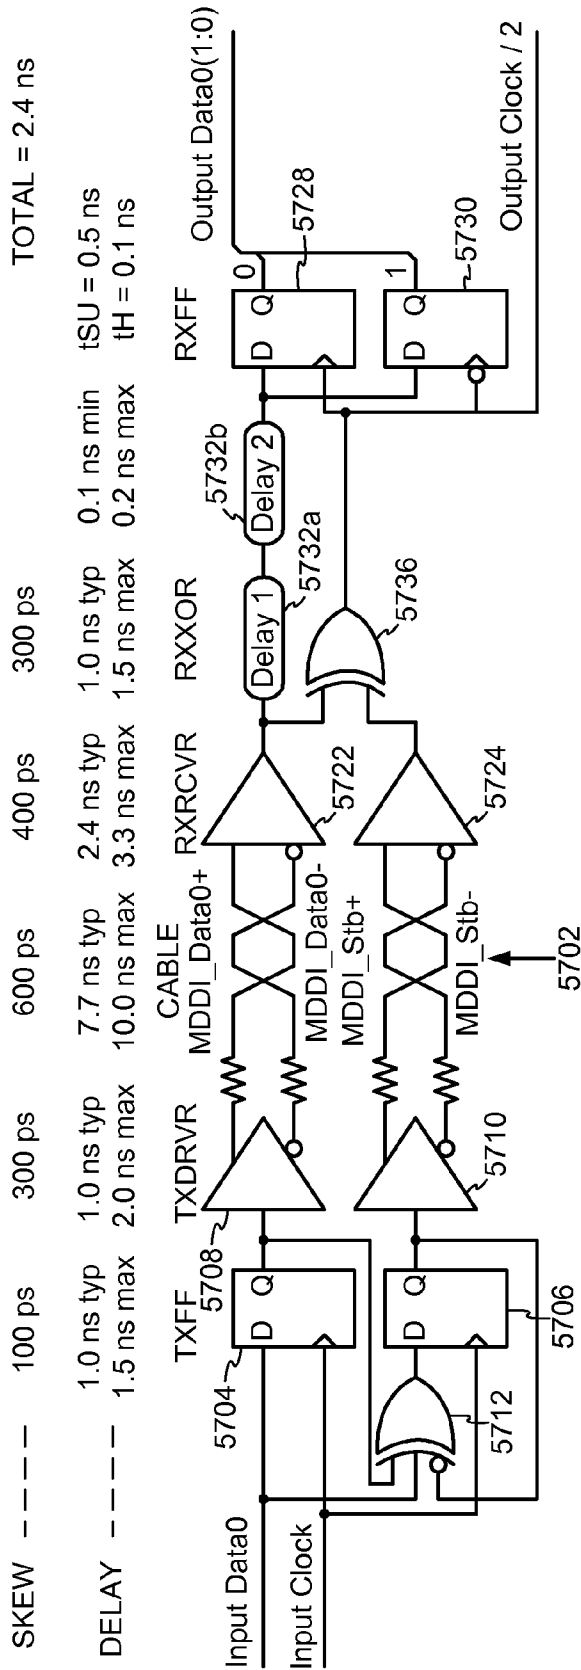 SKEW ---- 100 ps 300 ps 600 ps 400 ps 300 ps TOTAL = 2.4 ns
DELAY ---- 1.0 ns typ 1.0 ns typ 7.7 ns typ 2.4 ns typ 1.0 ns typ 0.1 ns min tSU = 0.5 ns
1.5 ns max 2.0 ns max 10.0 ns max 3.3 ns max 1.5 ns max 0.2 ns max tH = 0.1 ns
TXFF TXDRVR CABLE RXRCVR RXXOR RXFF
MDDI_Data0+
5704
5708
5732b
Output Data0(1:0)
Input Data0
D Q
Delay 1
Delay 2
D Q
0
5728
Input Clock
5722
5732a
MDDI_Data0-
MDDI_Stb+
5736
D Q
D Q
1
5730
5712
5706
5710
MDDI_Stb-
5724
Output Clock / 2
5702